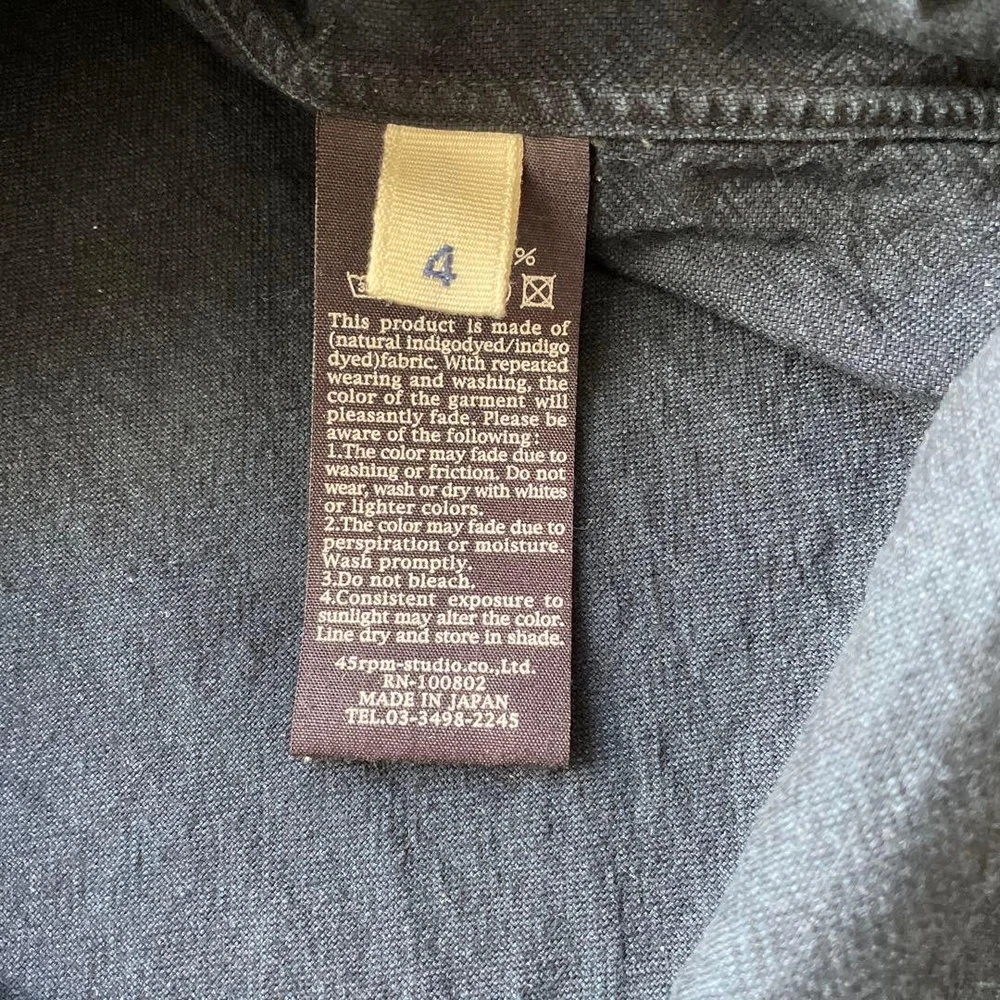 4
%
This product is made of
(natural indigodyed/indigo
dyed)fabric. With repeated
wearing and washing, the
color of the garment will
pleasantly fade. Please be
aware of the following:
1.The color may fade due to
washing or friction. Do not
wear, wash or dry with whites
or lighter colors.
2.The color may fade due to
perspiration or moisture.
Wash promptly.
3.Do not bleach.
4.Consistent exposure to
sunlight may alter the color.
Line dry and store in shade.
45rpm-studio.co.,Ltd.
RN-100802
MADE IN JAPAN
TEL.03-3498-2245